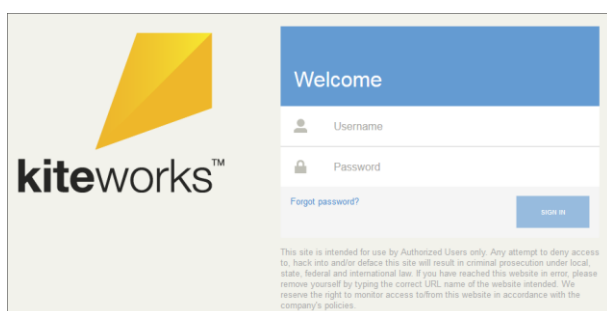 kiteworks™
Welcome
Username
Password
Forgot password?
SIGN IN
This site is intended for use by Authorized Users only. Any attempt to deny access
to, hack into and/or deface this site will result in criminal prosecution under local,
state, federal and international law. If you have reached this website in error, please
remove yourself by typing the correct URL name of the website intended. We
reserve the right to monitor access to/from this website in accordance with the
company's policies.